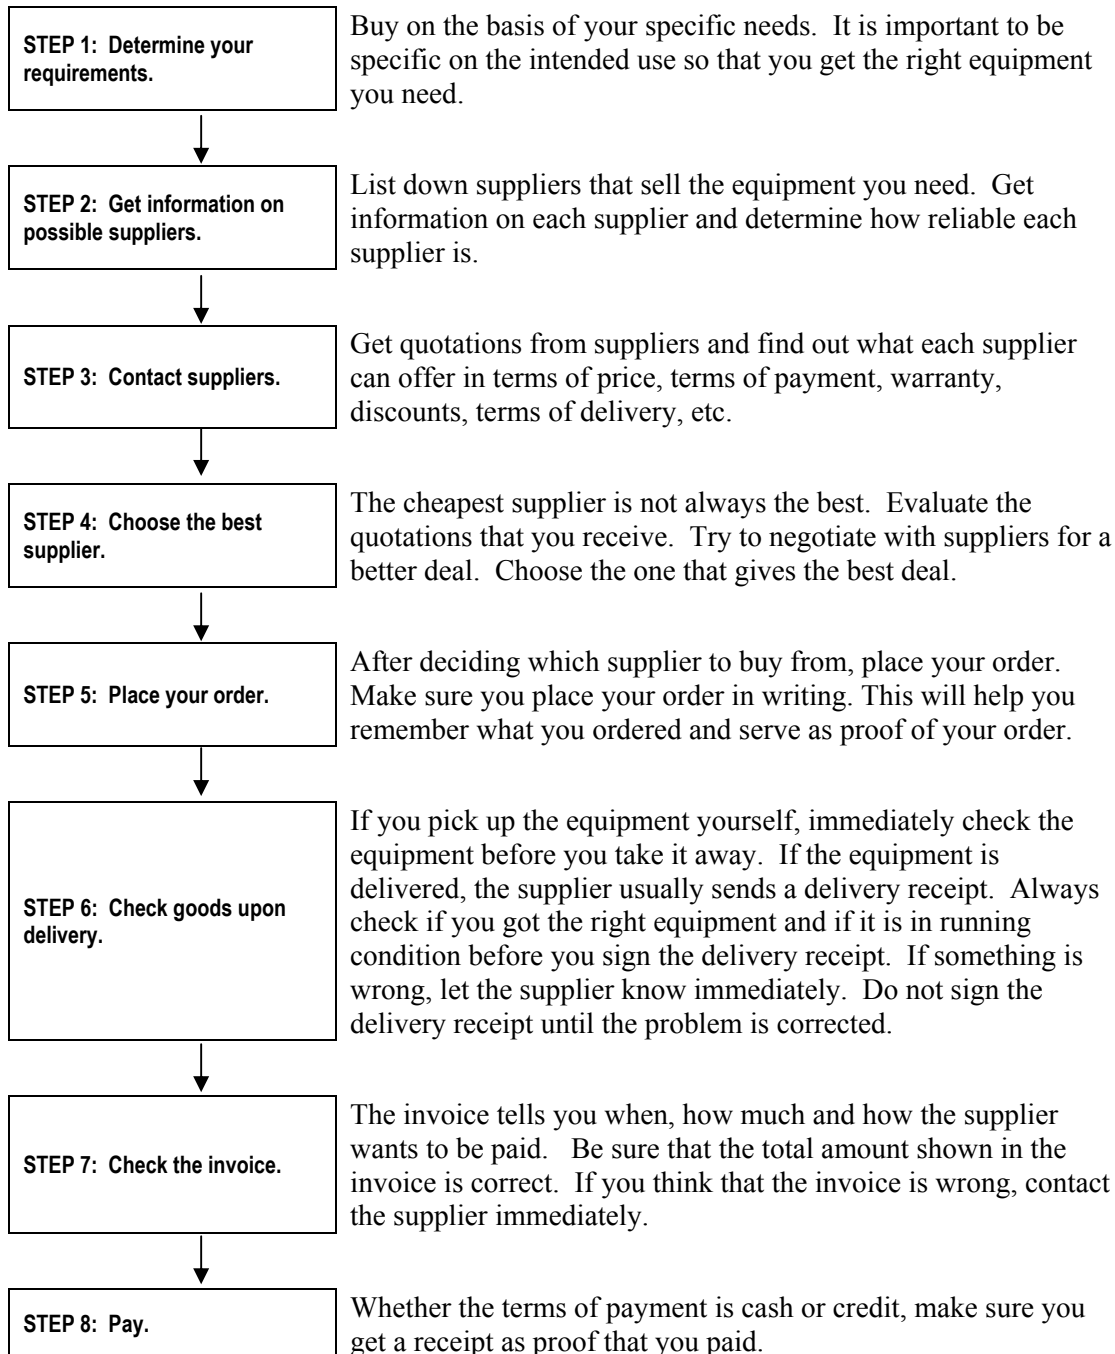 STEP 1:  Determine your
requirements.
Buy on the basis of your specific needs.  It is important to be
specific on the intended use so that you get the right equipment
you need.
STEP 2:  Get information on
possible suppliers.
List down suppliers that sell the equipment you need.  Get
information on each supplier and determine how reliable each
supplier is.
STEP 3:  Contact suppliers.
Get quotations from suppliers and find out what each supplier
can offer in terms of price, terms of payment, warranty,
discounts, terms of delivery, etc.
STEP 4:  Choose the best
supplier.
The cheapest supplier is not always the best.  Evaluate the
quotations that you receive.  Try to negotiate with suppliers for a
better deal.  Choose the one that gives the best deal.
STEP 5:  Place your order.
After deciding which supplier to buy from, place your order.
Make sure you place your order in writing. This will help you
remember what you ordered and serve as proof of your order.
STEP 6:  Check goods upon
delivery.
If you pick up the equipment yourself, immediately check the
equipment before you take it away.  If the equipment is
delivered, the supplier usually sends a delivery receipt.  Always
check if you got the right equipment and if it is in running
condition before you sign the delivery receipt.  If something is
wrong, let the supplier know immediately.  Do not sign the
delivery receipt until the problem is corrected.
STEP 7:  Check the invoice.
The invoice tells you when, how much and how the supplier
wants to be paid.   Be sure that the total amount shown in the
invoice is correct.  If you think that the invoice is wrong, contact
the supplier immediately.
STEP 8:  Pay.
Whether the terms of payment is cash or credit, make sure you
get a receipt as proof that you paid.